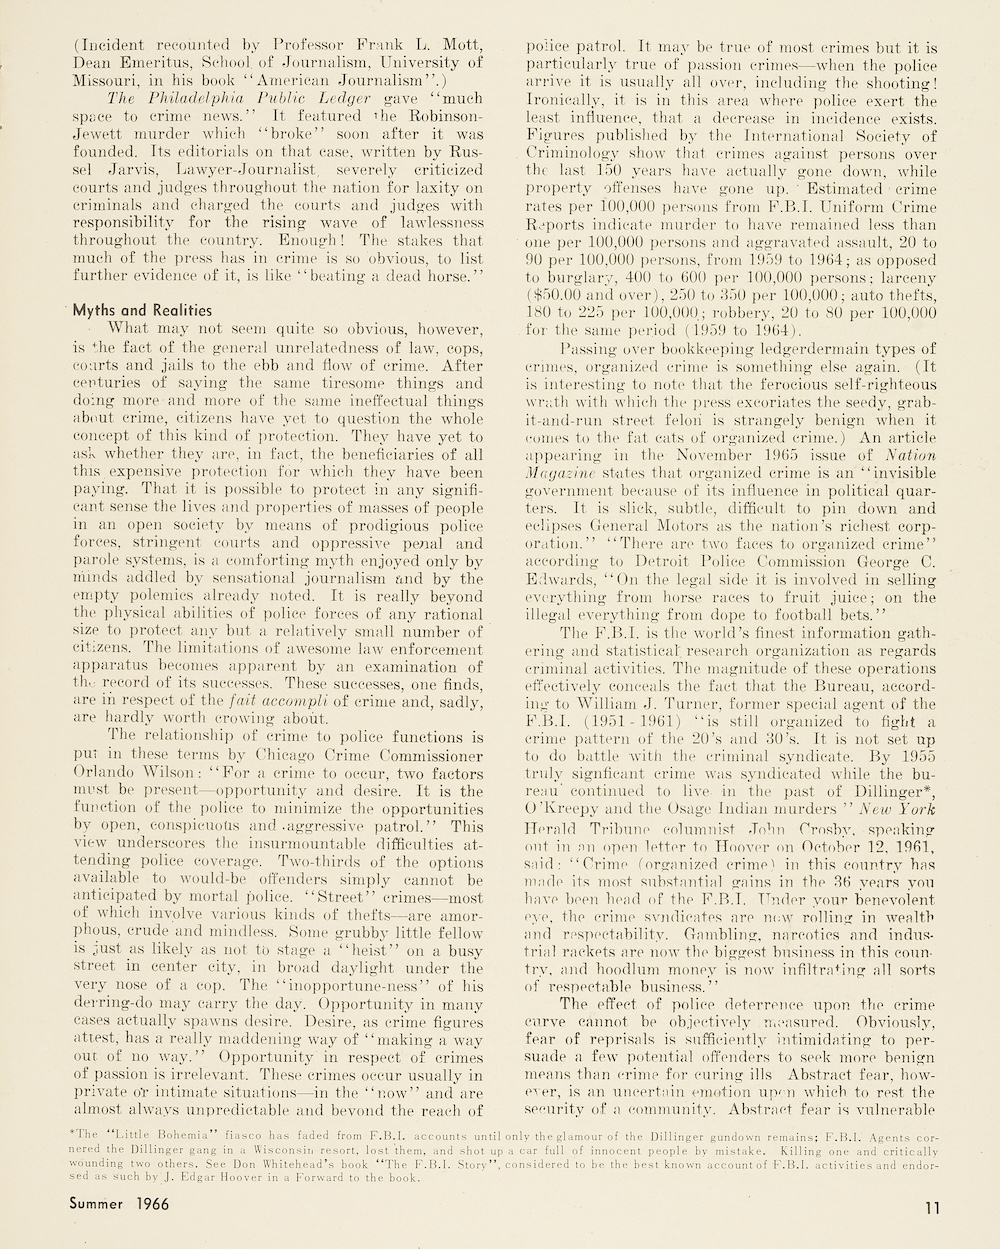 (Incident recounted by Professor Frank L. Mott,
Dean Emeritus, School of Journalism, University of
Missouri, in his book "American Journalism".)
The Philadelphia Public Ledger gave "much
space to crime news." It featured the Robinson-
Jewett murder which "broke" soon after it was
founded. Its editorials on that case, written by Rus-
sel Jarvis, Lawyer-Journalist severely criticized
courts and judges throughout the nation for laxity on
criminals and charged the courts and judges with
responsibility for the rising wave of lawlessness
throughout the country. Enough! The stakes that
much of the press has in crime is so obvious, to list
further evidence of it, is like "beating a dead horse."
Myths and Realities
What may not seem quite so obvious, however,
is the fact of the general unrelatedness of law, cops,
courts and jails to the ebb and flow of crime. After
centuries of saying the same tiresome things and
doing more and more of the same ineffectual things
about crime, citizens have yet to question the whole
concept of this kind of protection. They have yet to
ask whether they are, in fact, the beneficiaries of all
this expensive protection for which they have been
paying. That it is possible to protect in any signifi-
cant sense the lives and properties of masses of people
in an open society by means of prodigious police
forces, stringent courts and oppressive penal and
parole systems, is a comforting myth enjoyed only by
minds addled by sensational journalism and by the
empty polemics already noted. It is really beyond
the physical abilities of police forces of any rational
size to protect any but a relatively small number of
citizens. The limitations of awesome law enforcement
apparatus becomes apparent by an examination of
the record of its successes. These successes, one finds,
are in respect of the fait accompli of crime and, sadly,
are hardly worth crowing about.
The relationship of crime to police functions is
put in these terms by Chicago Crime Commissioner
Orlando Wilson: "For a crime to occur, two factors
must be present—opportunity and desire. It is the
function of the police to minimize the opportunities
by open, conspicuous and aggressive patrol." This
view underscores the insurmountable difficulties at-
tending police coverage. Two-thirds of the options
available to would-be offenders simply cannot be
anticipated by mortal police. "Street" crimes—most
of which involve various kinds of thefts—are amor-
phous, crude and mindless. Some grubby little fellow
is just as likely as not to stage a "heist" on a busy
street in center city, in broad daylight under the
very nose of a cop. The "inopportune-ness" of his
derring-do may carry the day. Opportunity in many
cases actually spawns desire. Desire, as crime figures
attest, has a really maddening way of "making a way
out of no way." Opportunity in respect of crimes
of passion is irrelevant. These crimes occur usually in
private or intimate situations—in the "now" and are
almost always unpredictable and beyond the reach of
police patrol. It may be true of most crimes but it is
particularly true of passion crimes—when the police
arrive it is usually all over, including the shooting!
Ironically, it is in this area where police exert the
least influence, that a decrease in incidence exists.
Figures published by the International Society of
Criminology show that crimes against persons over
the last 150 years have actually gone down, while
property offenses have gone up. Estimated crime
rates per 100,000 persons from F.B.I. Uniform Crime
Reports indicate murder to have remained less than
one per 100,000 persons and aggravated assault, 20 to
90 per 100,000 persons, from 1959 to 1964; as opposed
to burglary, 400 to 600 per 100,000 persons; larceny
($50.00 and over), 250 to 350 per 100,000; auto thefts,
180 to 225 per 100,000; robbery, 20 to 80 per 100,000
for the same period (1959 to 1964).
Passing over bookkeeping ledgerdermain types of
crimes, organized crime is something else again. (It
is interesting to note that the ferocious self-righteous
wrath with which the press excoriates the seedy, grab-
it-and-run street felon is strangely benign when it
comes to the fat cats of organized crime.) An article
appearing in the November 1965 issue of Nation
Magazine states that organized crime is an "invisible
government because of its influence in political quar-
ters. It is slick, subtle, difficult to pin down and
eclipses General Motors as the nation's richest corp-
oration." "There are two faces to organized crime"
according to Detroit Police Commission George C.
Edwards, "On the legal side it is involved in selling
everything from horse races to fruit juice; on the
illegal everything from dope to football bets."
The F.B.I. is the world's finest information gath-
ering and statistical research organization as regards
criminal activities. The magnitude of these operations
effectively conceals the fact that the Bureau, accord-
ing to William J. Turner, former special agent of the
F.B.I. (1951-1961) "is still organized to fight a
crime pattern of the 20's and 30's. It is not set up
to do battle with the criminal syndicate. By 1955
truly signficant crime was syndicated while the bu-
reau continued to live in the past of Dillinger*,
O'Kreepy and the Osage Indian murders " New York
Herald Tribune columnist John Crosby, speaking
out in an open letter to Hoover on October 12, 1961,
said: "Crime (organized crime) in this country has
made its most substantial gains in the 36 years you
have been head of the F.B.I. Under your benevolent
eye, the crime syndicates are now rolling in wealth
and respectability. Gambling, narcotics and indus-
trial rackets are now the biggest business in this coun-
try, and hoodlum money is now infiltrating all sorts
of respectable business."
The effect of police deterrence upon the crime
curve cannot be objectively measured. Obviously,
fear of reprisals is sufficiently intimidating to per-
suade a few potential offenders to seek more benign
means than crime for curing ills Abstract fear, how-
ever, is an uncertain emotion upon which to rest the
security of a community. Abstract fear is vulnerable
*The "Little Bohemia" fiasco has faded from F.B.I. accounts until only the glamour of the Dillinger gundown remains; F.B.I. Agents cor-
nered the Dillinger gang in a Wisconsin resort, lost them, and shot up a car full of innocent people by mistake. Killing one and critically
wounding two others. See Don Whitehead's book "The F.B.I. Story", considered to be the best known account of F.B.I. activities and endor-
sed as such by J. Edgar Hoover in a Forward to the book.
Summer 1966
11